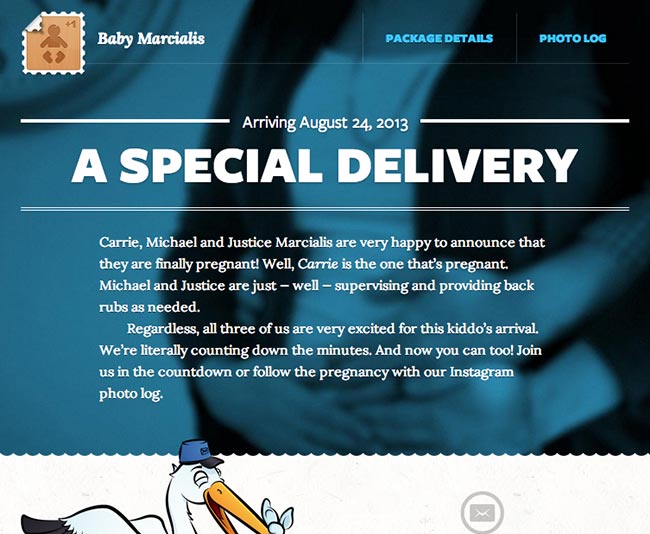 +1
Baby Marcialis
PACKAGE DETAILS
PHOTO LOG
Arriving August 24, 2013
A SPECIAL DELIVERY
Carrie, Michael and Justice Marcialis are very happy to announce that
they are finally pregnant! Well, Carrie is the one that's pregnant.
Michael and Justice are just — well — supervising and providing back
rubs as needed.
Regardless, all three of us are very excited for this kiddo's arrival.
We're literally counting down the minutes. And now you can too! Join
us in the countdown or follow the pregnancy with our Instagram
photo log.